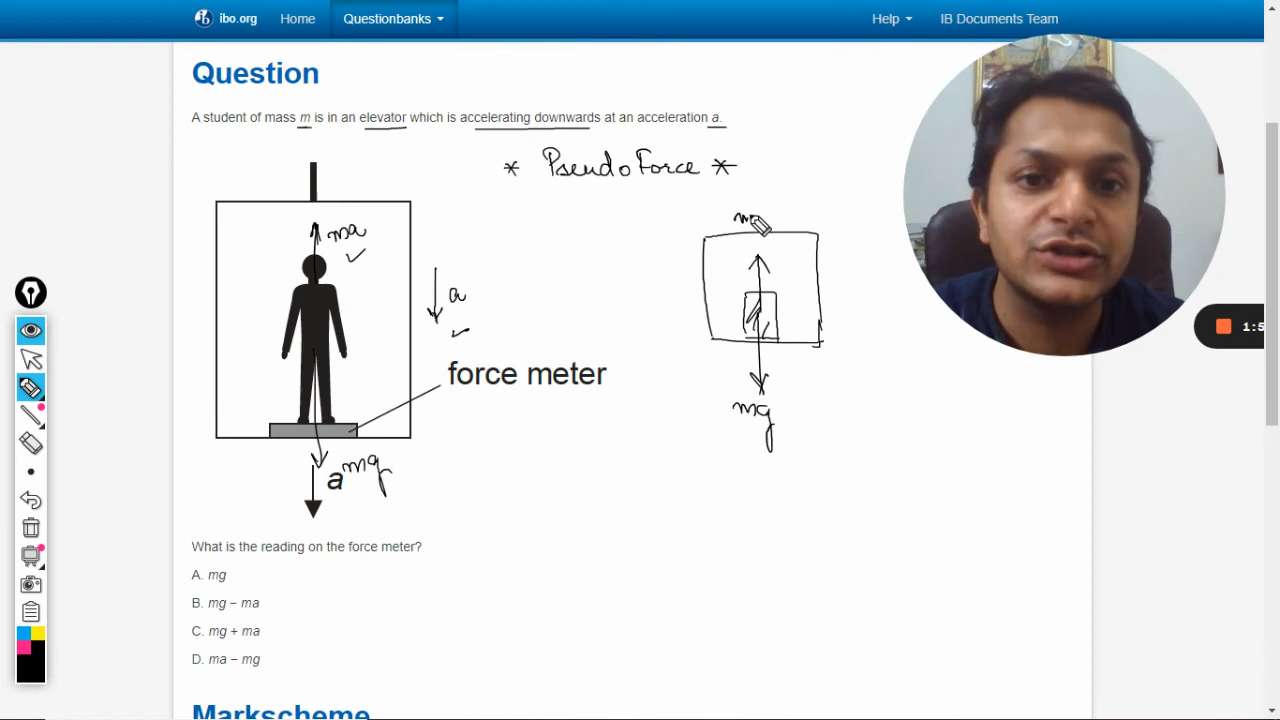 ibo.org Home Questionbanks Help IB Documents Team
Question
A student of mass m is in an elevator which is accelerating downwards at an acceleration a.
* Pseudo Force *
ma
m
a
1:5
force meter
mg
mg
a
What is the reading on the force meter?
A. mg
B. mg − ma
C. mg + ma
D. ma − mg
Markscheme